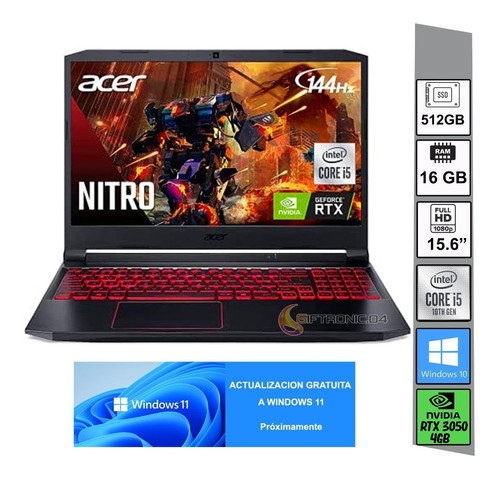 acer
144Hz
intel
CORE i5
NITRO
NVIDIA
GEFORCE
RTX
acer
GIFTRONIC04
Windows 11
ACTUALIZACION GRATUITA
A WINDOWS 11
Próximamente
SSD
512GB
RAM
16 GB
FULL
HD
1080p
15.6”
intel
CORE i5
10TH GEN
Windows 10
NVIDIA
RTX 3050
4GB